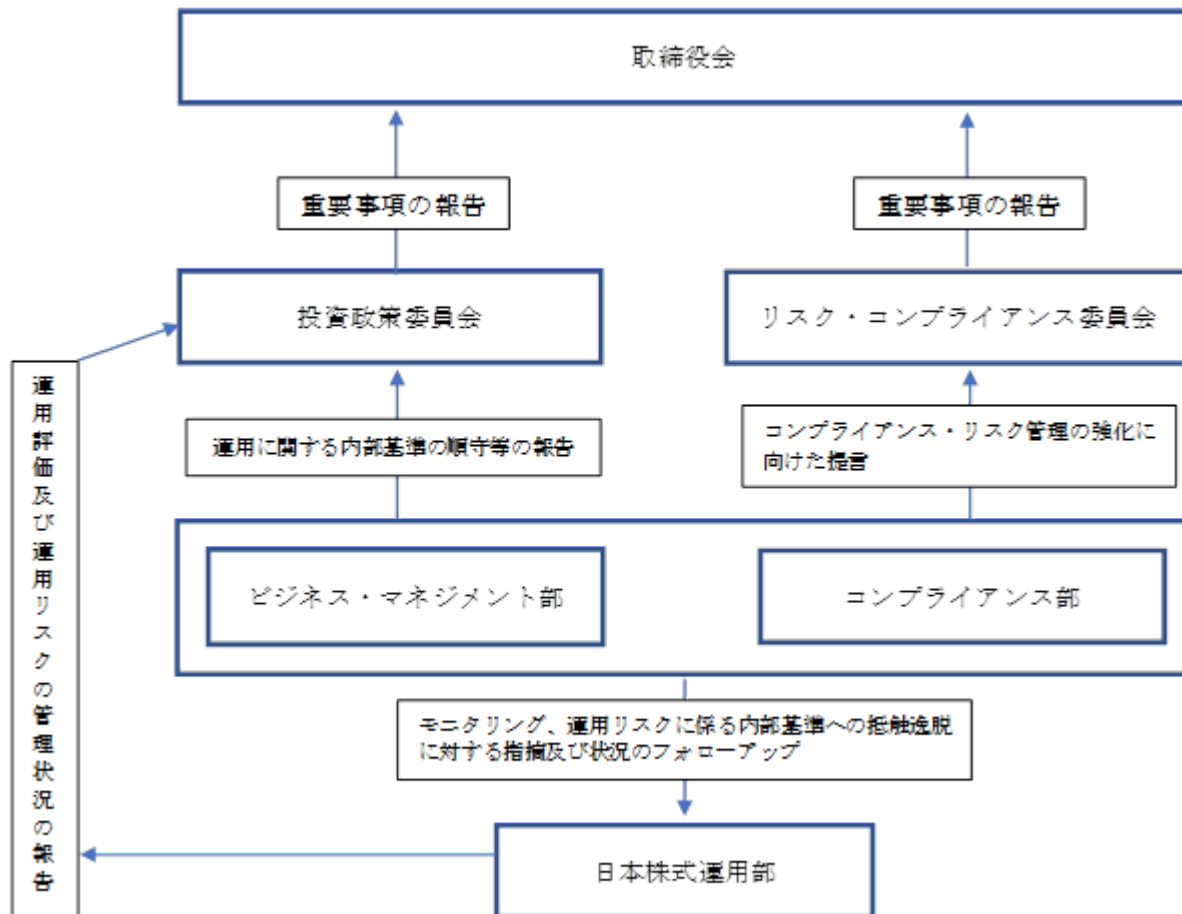 取締役会
重要事項の報告
重要事項の報告
投資政策委員会
リスク・コンプライアンス委員会
運用評価及び運用リスクの管理状況の報告
運用に関する内部基準の順守等の報告
コンプライアンス・リスク管理の強化に
向けた提言
ビジネス・マネジメント部
コンプライアンス部
モニタリング、運用リスクに係る内部基準への抵触逸脱
に対する指摘及び状況のフォローアップ
日本株式運用部